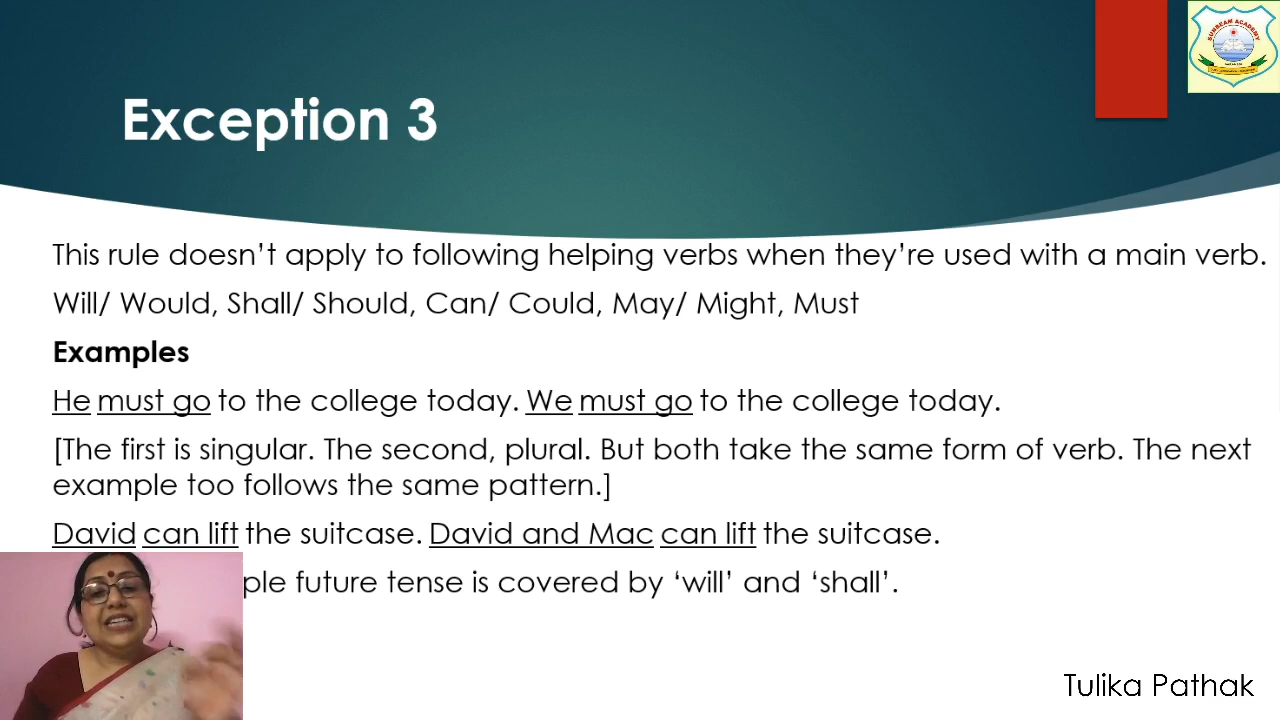 SUNBEAM ACADEMY
Exception 3
This rule doesn’t apply to following helping verbs when they’re used with a main verb.
Will/ Would, Shall/ Should, Can/ Could, May/ Might, Must
Examples
He must go to the college today. We must go to the college today.
[The first is singular. The second, plural. But both take the same form of verb. The next
example too follows the same pattern.]
David can lift the suitcase. David and Mac can lift the suitcase.
ple future tense is covered by ‘will’ and ‘shall’.
Tulika Pathak